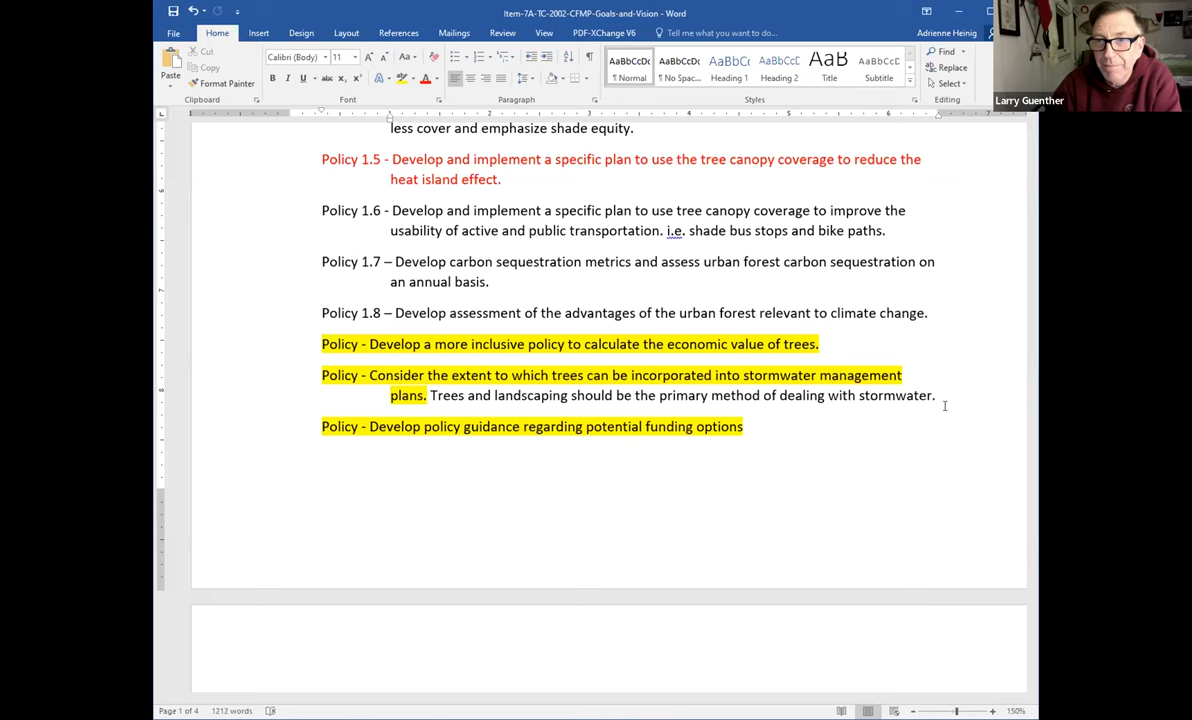 Item-7A-TC-2002-CFMP-Goals-and-Vision - Word
Adrienne Heinig
File Home Insert Design Layout References Mailings Review View PDF-XChange V6 Tell me what you want to do...
Paste
Cut
Copy
Format Painter
Clipboard
Calibri (Body) 11
Font
Paragraph
AaBbCcDc AaBbCcDc AaBbCc AaBbCcC AaB AaBbCcC
¶ Normal ¶ No Spac... Heading 1 Heading 2 Title Subtitle
Styles
Find
Replace
Select
Editing
Larry Guenther
less cover and emphasize shade equity.
Policy 1.5 - Develop and implement a specific plan to use the tree canopy coverage to reduce the
heat island effect.
Policy 1.6 - Develop and implement a specific plan to use tree canopy coverage to improve the
usability of active and public transportation. i.e. shade bus stops and bike paths.
Policy 1.7 – Develop carbon sequestration metrics and assess urban forest carbon sequestration on
an annual basis.
Policy 1.8 – Develop assessment of the advantages of the urban forest relevant to climate change.
Policy - Develop a more inclusive policy to calculate the economic value of trees.
Policy - Consider the extent to which trees can be incorporated into stormwater management
plans. Trees and landscaping should be the primary method of dealing with stormwater.
Policy - Develop policy guidance regarding potential funding options
Page 1 of 4 1212 words
150%